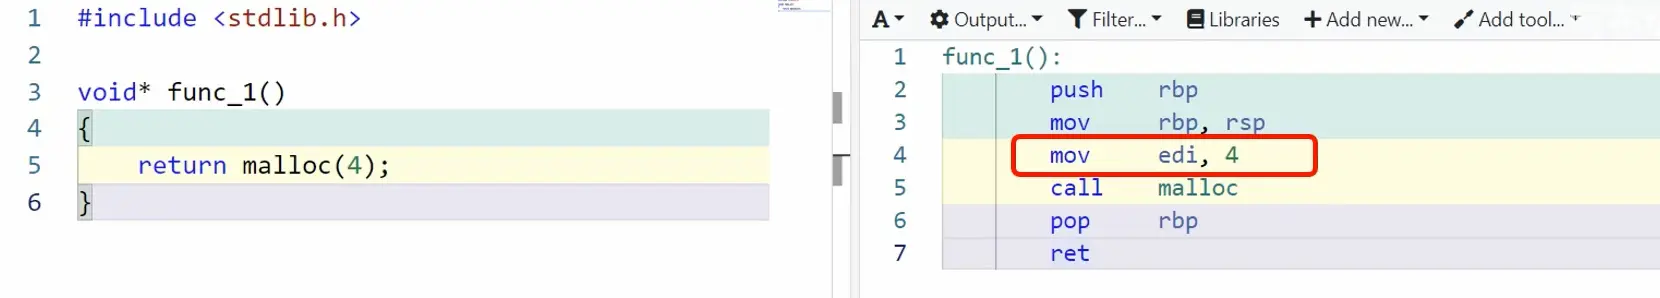 1 #include <stdlib.h>
2
3 void* func_1()
4 {
5     return malloc(4);
6 }
A Output... Filter... Libraries Add new... Add tool...
1 func_1():
2         push    rbp
3         mov     rbp, rsp
4         mov     edi, 4
5         call    malloc
6         pop     rbp
7         ret